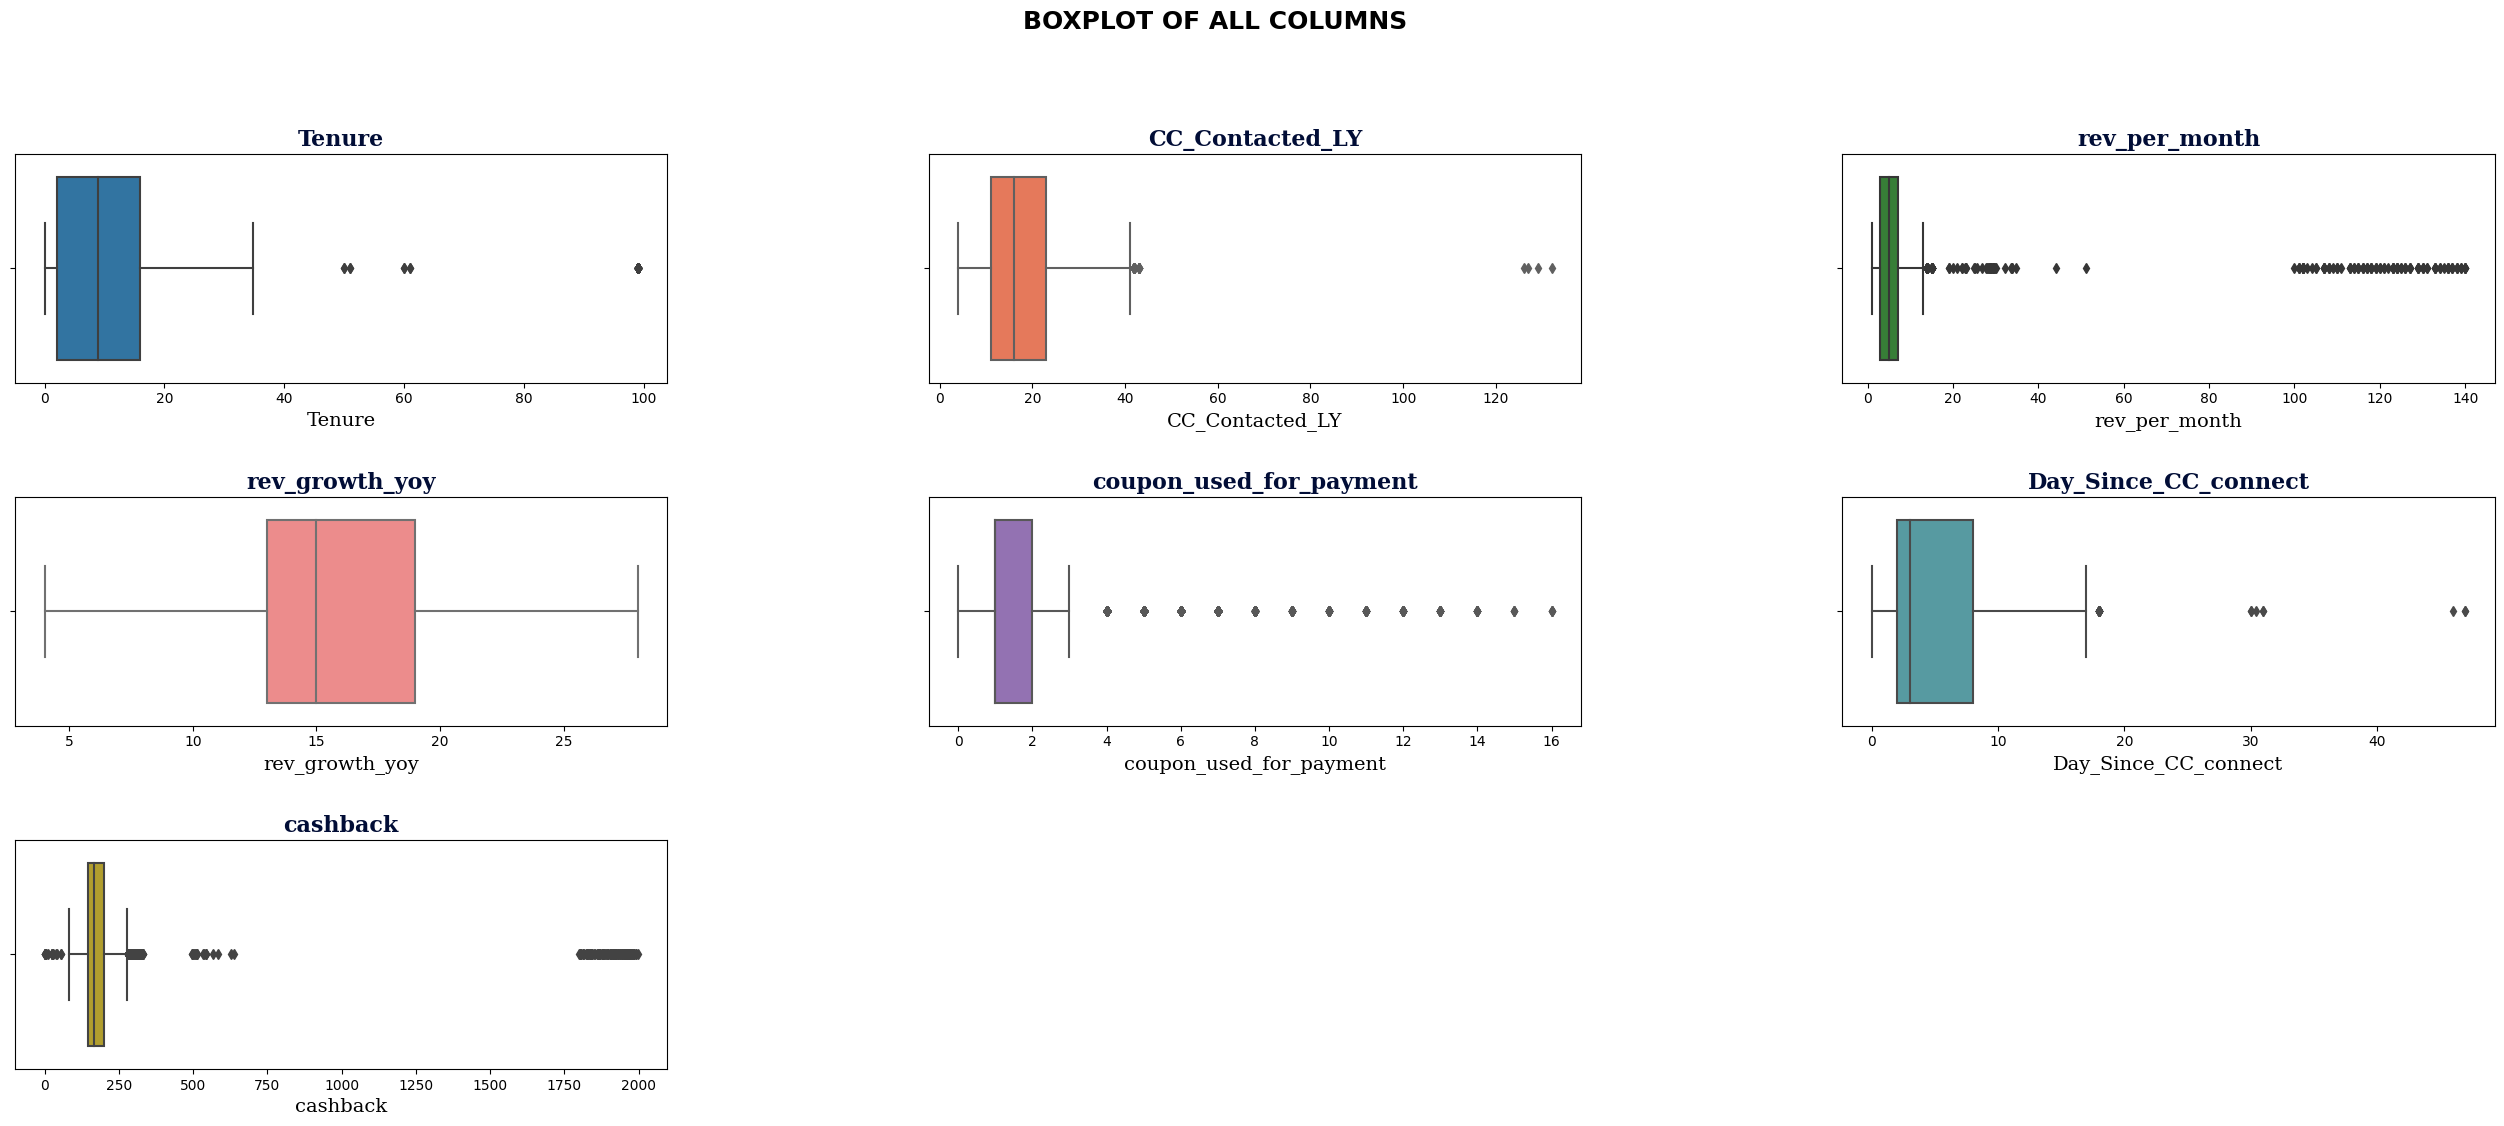 BOXPLOT OF ALL COLUMNS
Tenure
0 20 40 60 80 100
Tenure
CC_Contacted_LY
0 20 40 60 80 100 120
CC_Contacted_LY
rev_per_month
0 20 40 60 80 100 120 140
rev_per_month
rev_growth_yoy
5 10 15 20 25
rev_growth_yoy
coupon_used_for_payment
0 2 4 6 8 10 12 14 16
coupon_used_for_payment
Day_Since_CC_connect
0 10 20 30 40
Day_Since_CC_connect
cashback
0 250 500 750 1000 1250 1500 1750 2000
cashback